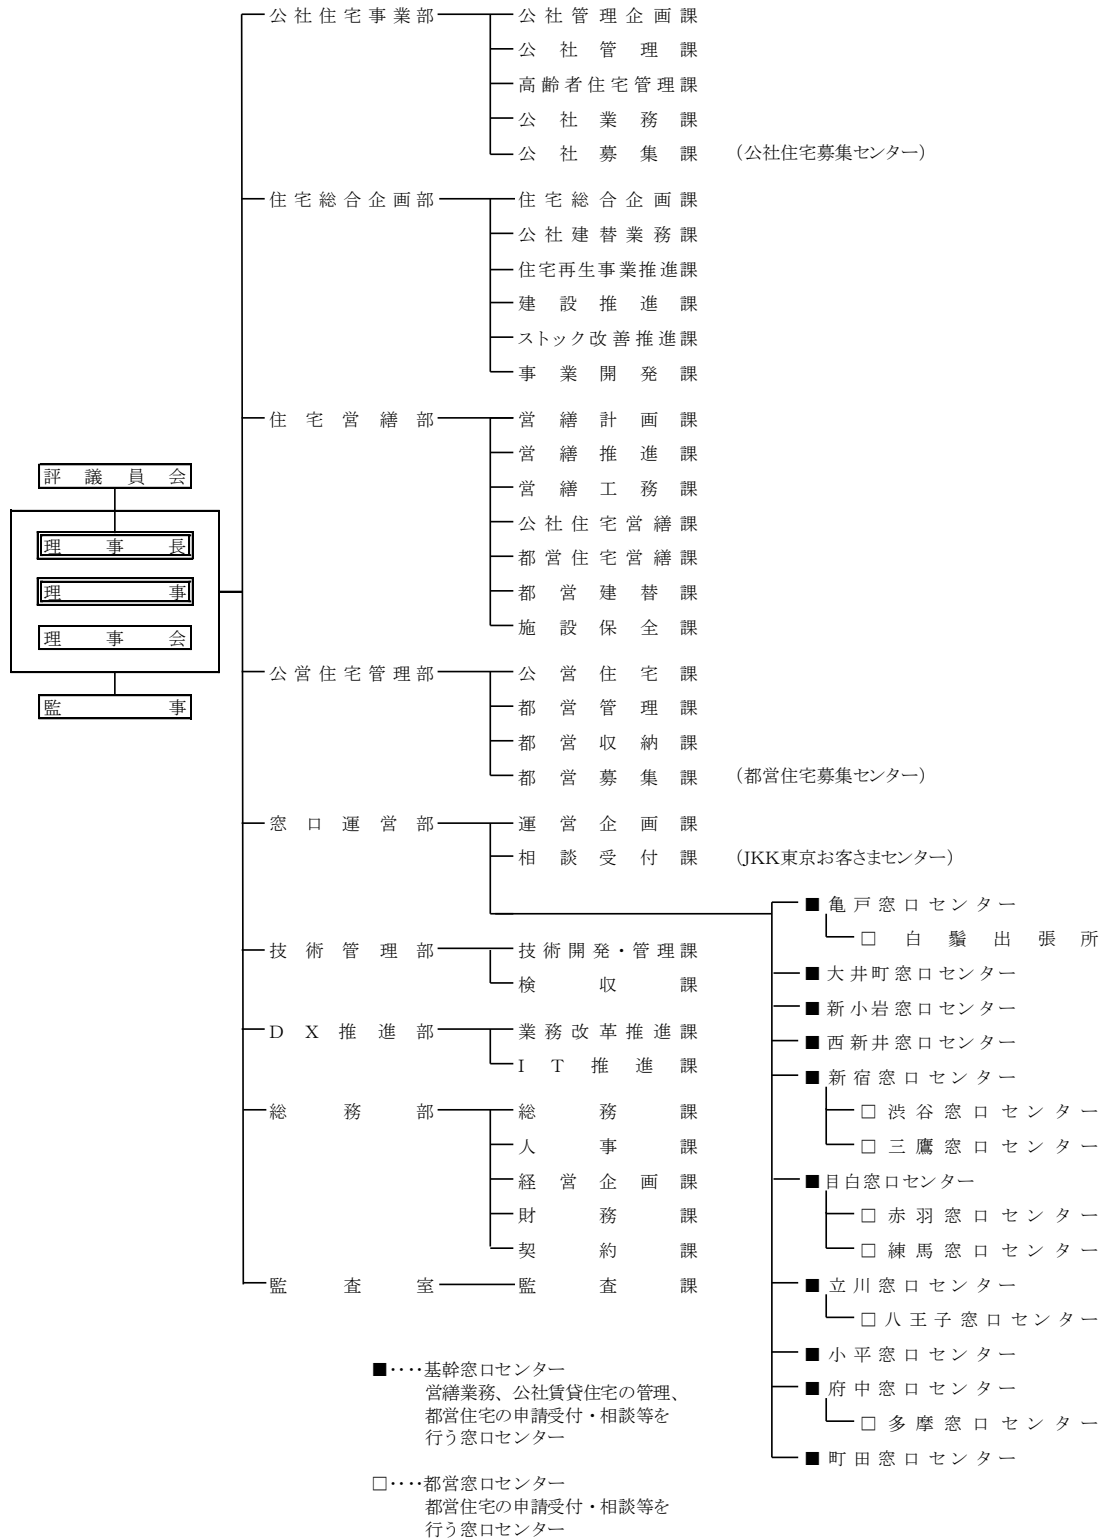 公社住宅事業部 公社管理企画課
公社管理課
高齢者住宅管理課
公社業務課
公社募集課 (公社住宅募集センター)
住宅総合企画部 住宅総合企画課
公社建替業務課
住宅再生事業推進課
建設推進課
ストック改善推進課
事業開発課
住宅営繕部 営繕計画課
営繕推進課
営繕工務課
公社住宅営繕課
都営住宅営繕課
都営建替課
施設保全課
評議員会
理事長
理事
理事会
監事
公営住宅管理部 公営住宅課
都営管理課
都営収納課
都営募集課 (都営住宅募集センター)
窓口運営部 運営企画課
相談受付課 (JKK東京お客さまセンター)
■亀戸窓口センター
□白鬚出張所
■大井町窓口センター
■新小岩窓口センター
■西新井窓口センター
■新宿窓口センター
□渋谷窓口センター
□三鷹窓口センター
■目白窓口センター
□赤羽窓口センター
□練馬窓口センター
■立川窓口センター
□八王子窓口センター
■小平窓口センター
■府中窓口センター
□多摩窓口センター
■町田窓口センター
技術管理部 技術開発・管理課
検収課
DX推進部 業務改革推進課
IT推進課
総務部 総務課
人事課
経営企画課
財務課
契約課
監査室 監査課
■‥‥基幹窓口センター
営繕業務、公社賃貸住宅の管理、
都営住宅の申請受付・相談等を
行う窓口センター
□‥‥都営窓口センター
都営住宅の申請受付・相談等を
行う窓口センター